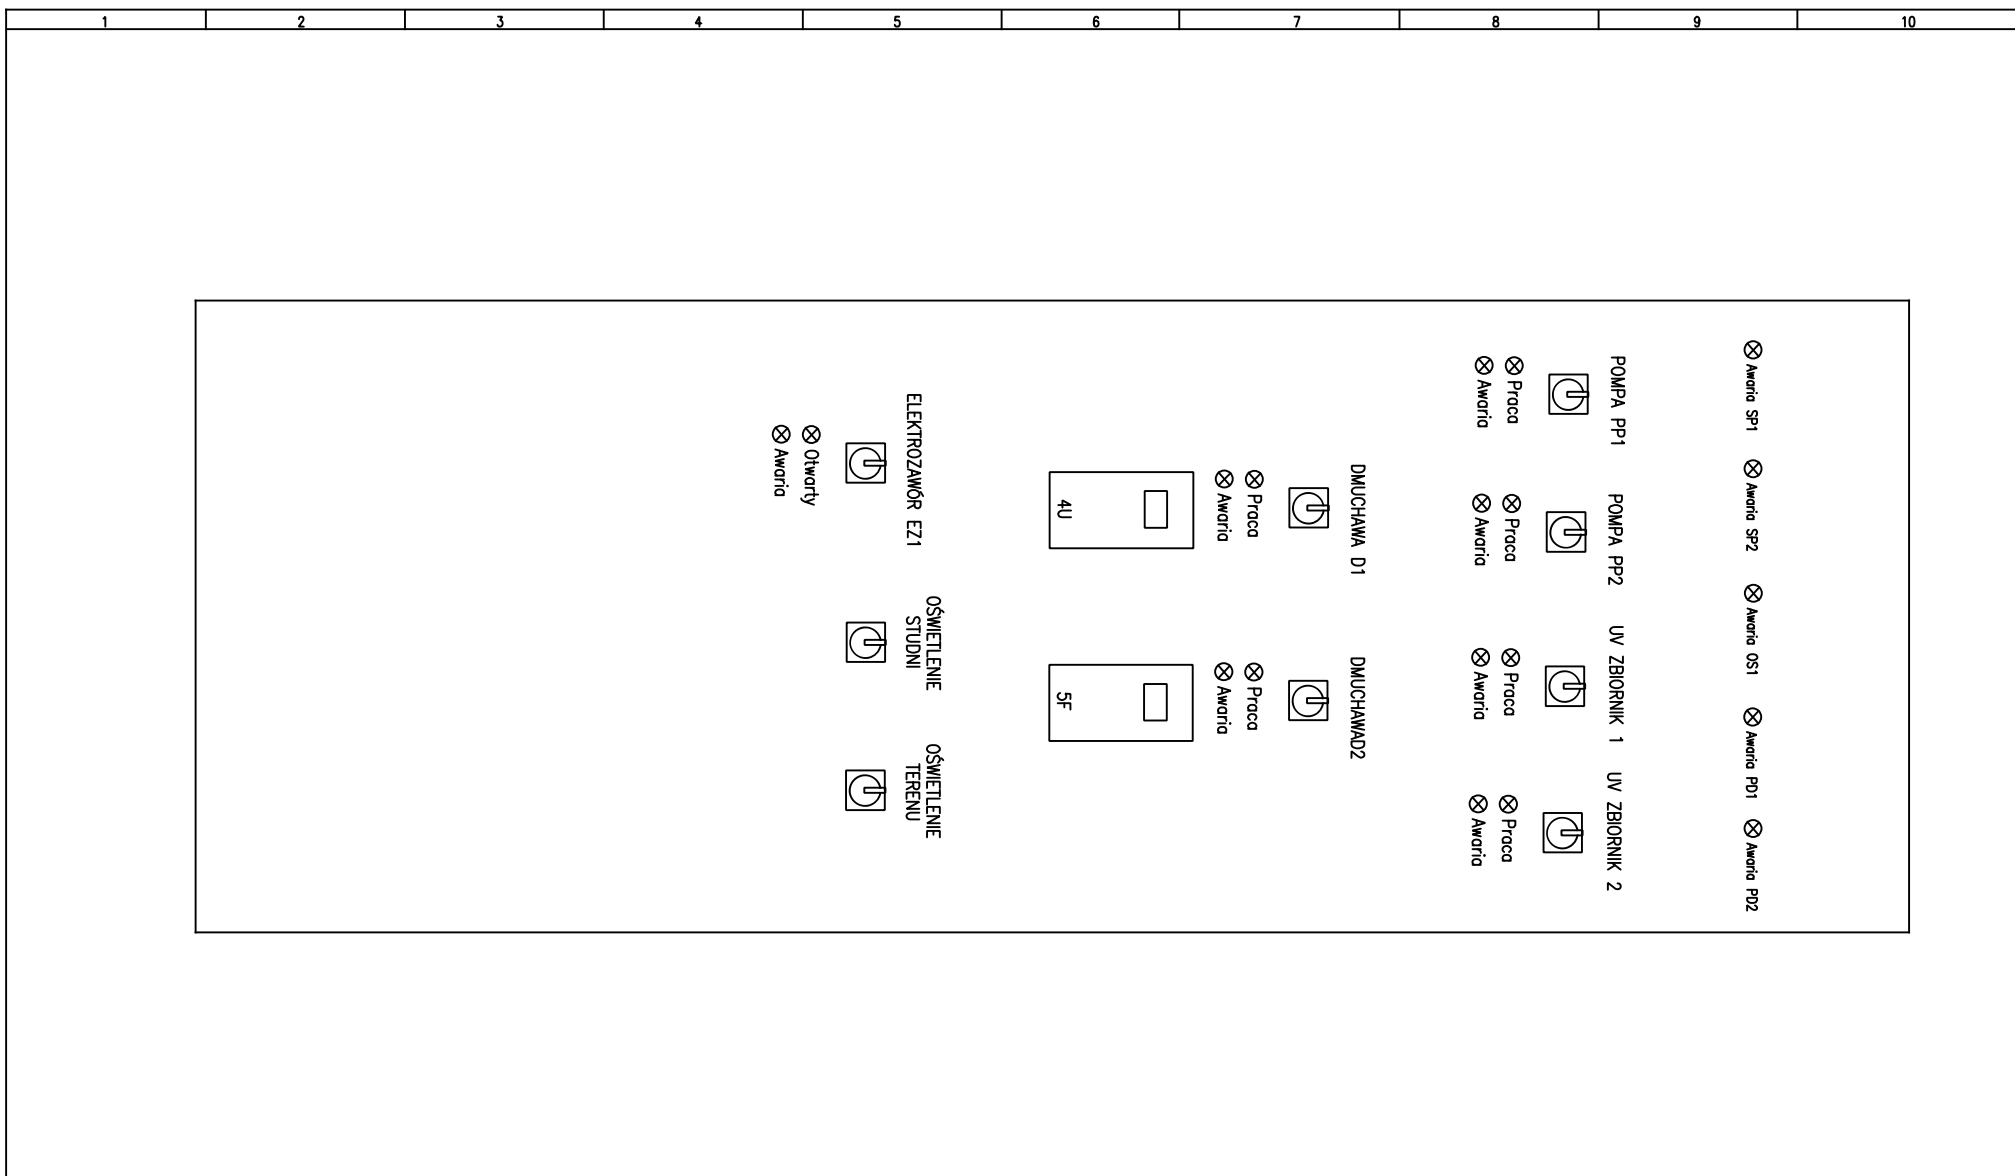 1
2
3
4
5
6
7
8
9
10
Awaria SP1
Awaria SP2
Awaria OS1
Awaria PD1
Awaria PD2
POMPA PP1
Praca
Awaria
POMPA PP2
Praca
Awaria
UV ZBIORNIK 1
Praca
Awaria
UV ZBIORNIK 2
Praca
Awaria
DMUCHAWA D1
Praca
Awaria
4U
DMUCHAWAD2
Praca
Awaria
5F
ELEKTROZAWÓR EZ1
Otwarty
Awaria
OŚWIETLENIE
STUDNI
OŚWIETLENIE
TERENU